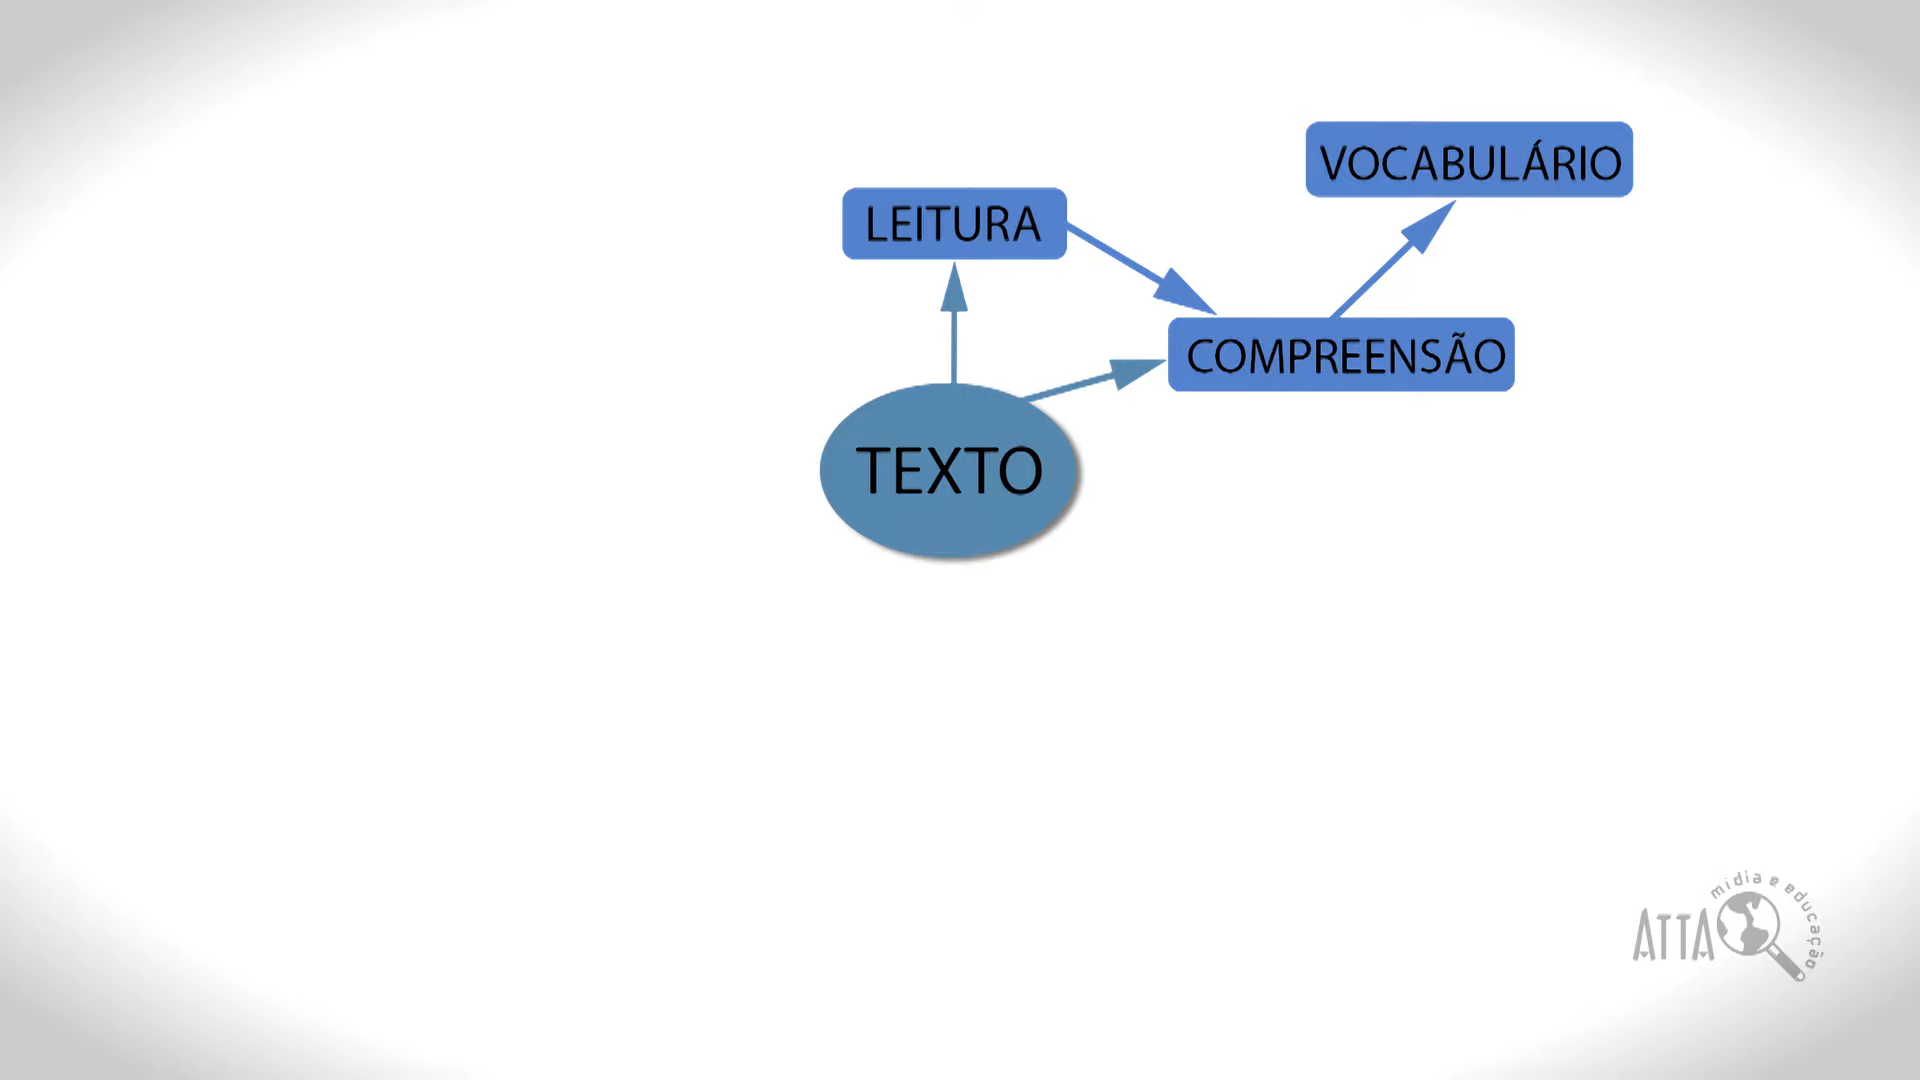 VOCABULÁRIO
LEITURA
COMPREENSÃO
TEXTO
mídia e educação
ATTA